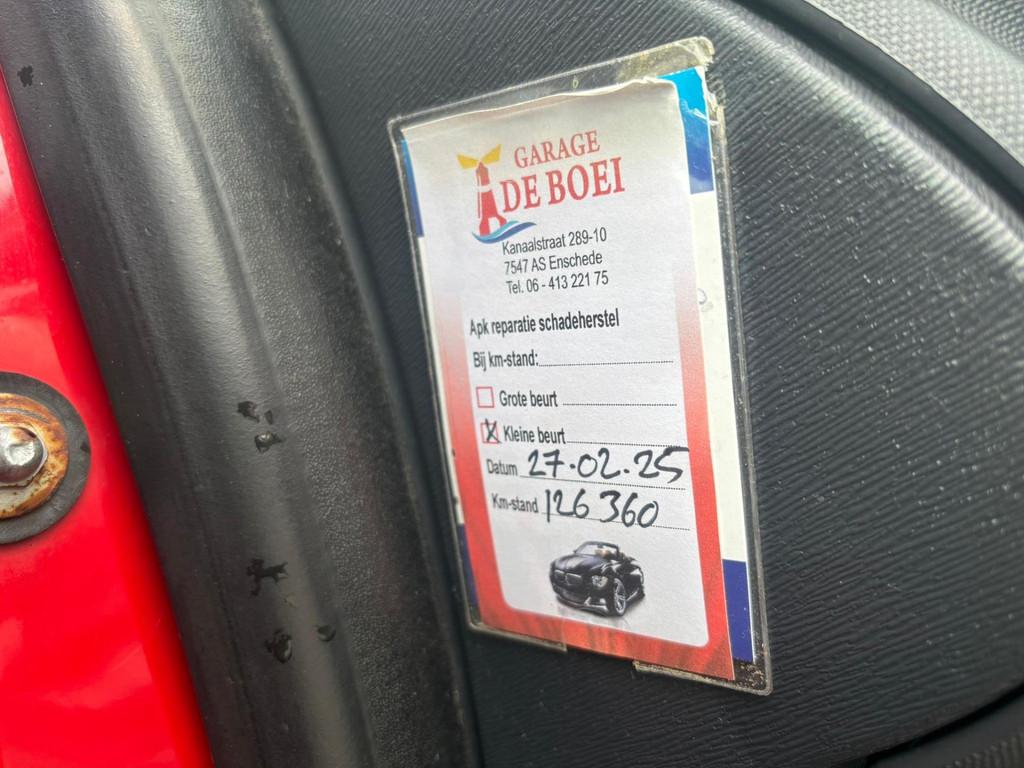 GARAGE
DE BOEI
Kanaalstraat 289-10
7547 AS Enschede
Tel. 06 - 413 221 75
Apk reparatie schadeherstel
Bij km-stand:
Grote beurt
X Kleine beurt
Datum 27-02-25
Km-stand 126 360